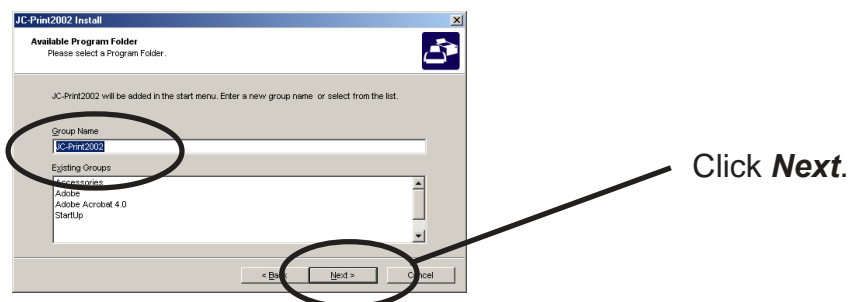 JC-Print2002 Install
Available Program Folder
Please select a Program Folder.
JC-Print2002 will be added in the start menu. Enter a new group name or select from the list.
Group Name
JC-Print2002
Existing Groups
Accessories
Adobe
Adobe Acrobat 4.0
StartUp
< Back Next > Cancel
Click Next.